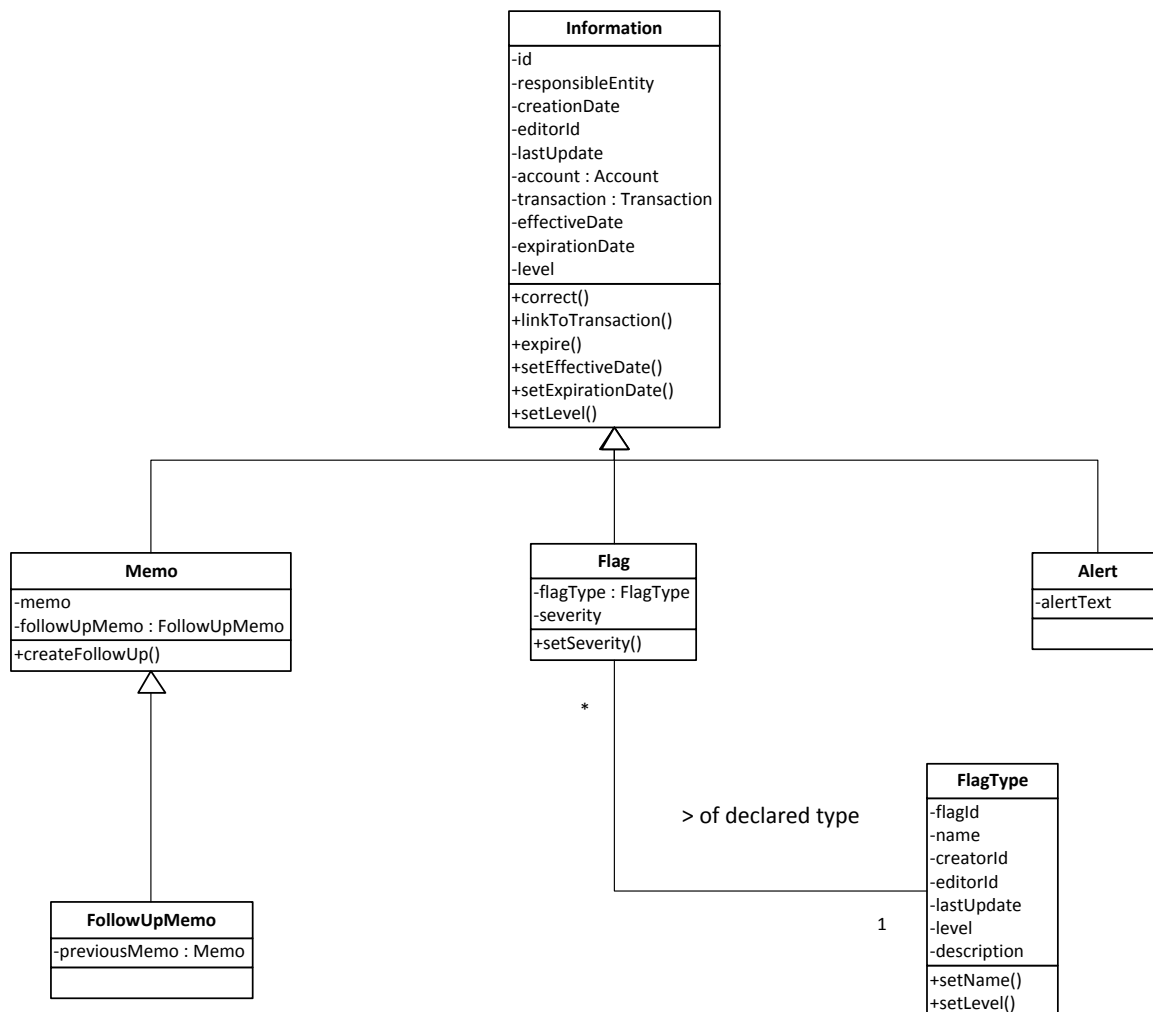 Information
-id
-responsibleEntity
-creationDate
-editorId
-lastUpdate
-account : Account
-transaction : Transaction
-effectiveDate
-expirationDate
-level
+correct()
+linkToTransaction()
+expire()
+setEffectiveDate()
+setExpirationDate()
+setLevel()
Memo
-memo
-followUpMemo : FollowUpMemo
+createFollowUp()
Flag
-flagType : FlagType
-severity
+setSeverity()
Alert
-alertText
*
> of declared type
1
FlagType
-flagId
-name
-creatorId
-editorId
-lastUpdate
-level
-description
+setName()
+setLevel()
FollowUpMemo
-previousMemo : Memo